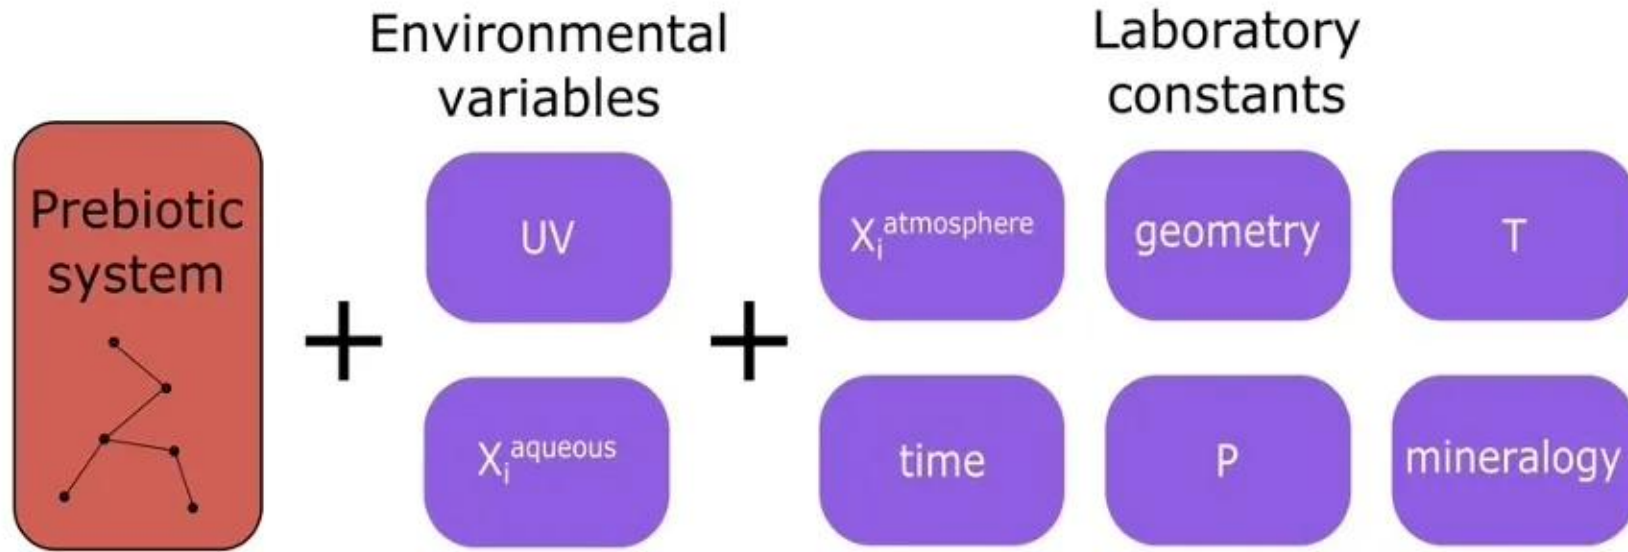 Environmental
variables
Laboratory
constants
Prebiotic
system
UV
X_i^atmosphere
geometry
T
X_i^aqueous
time
P
mineralogy